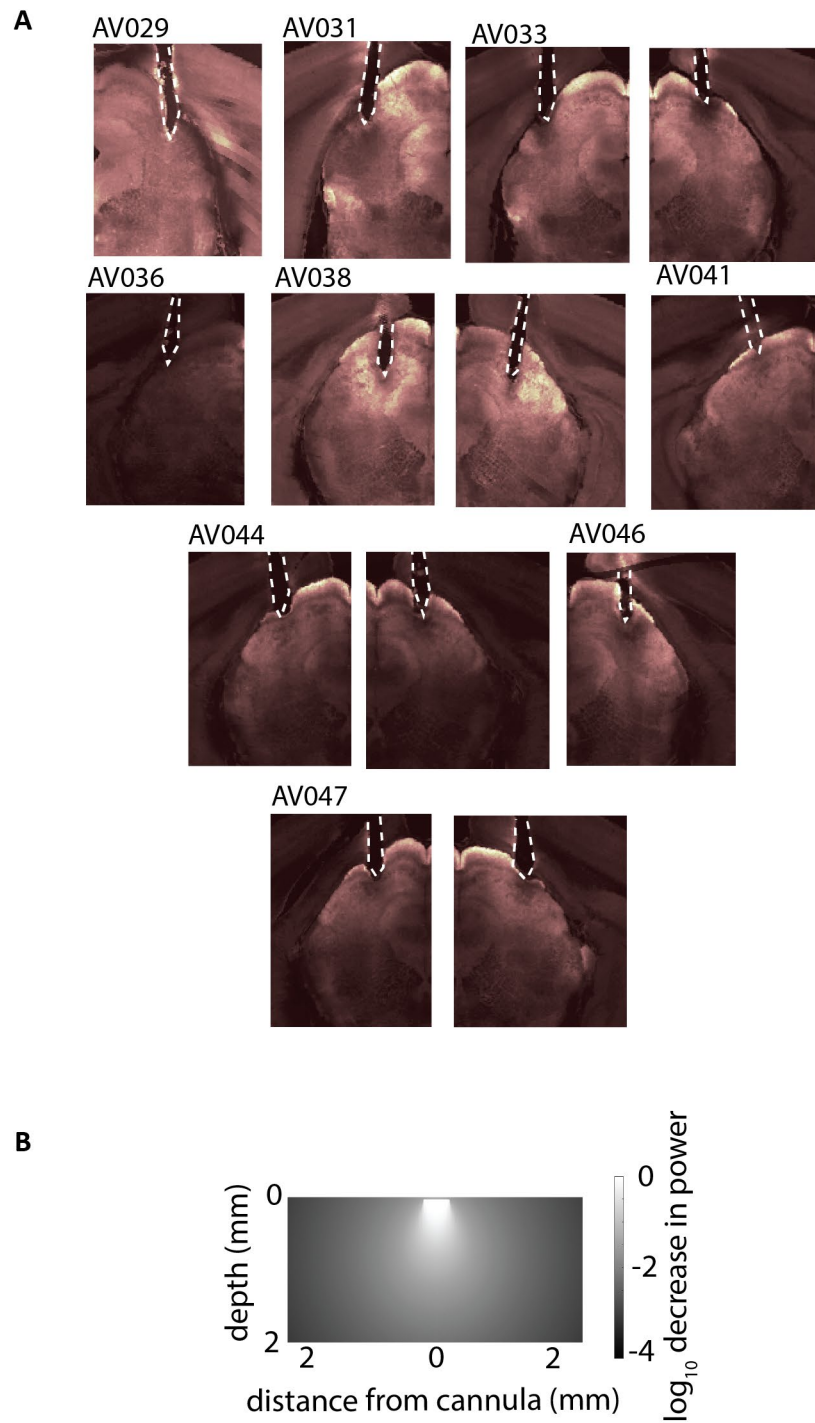 A
AV029
AV031
AV033
AV036
AV038
AV041
AV044
AV046
AV047
B
0
2
depth (mm)
2
0
2
distance from cannula (mm)
0
-2
-4
log₁₀ decrease in power